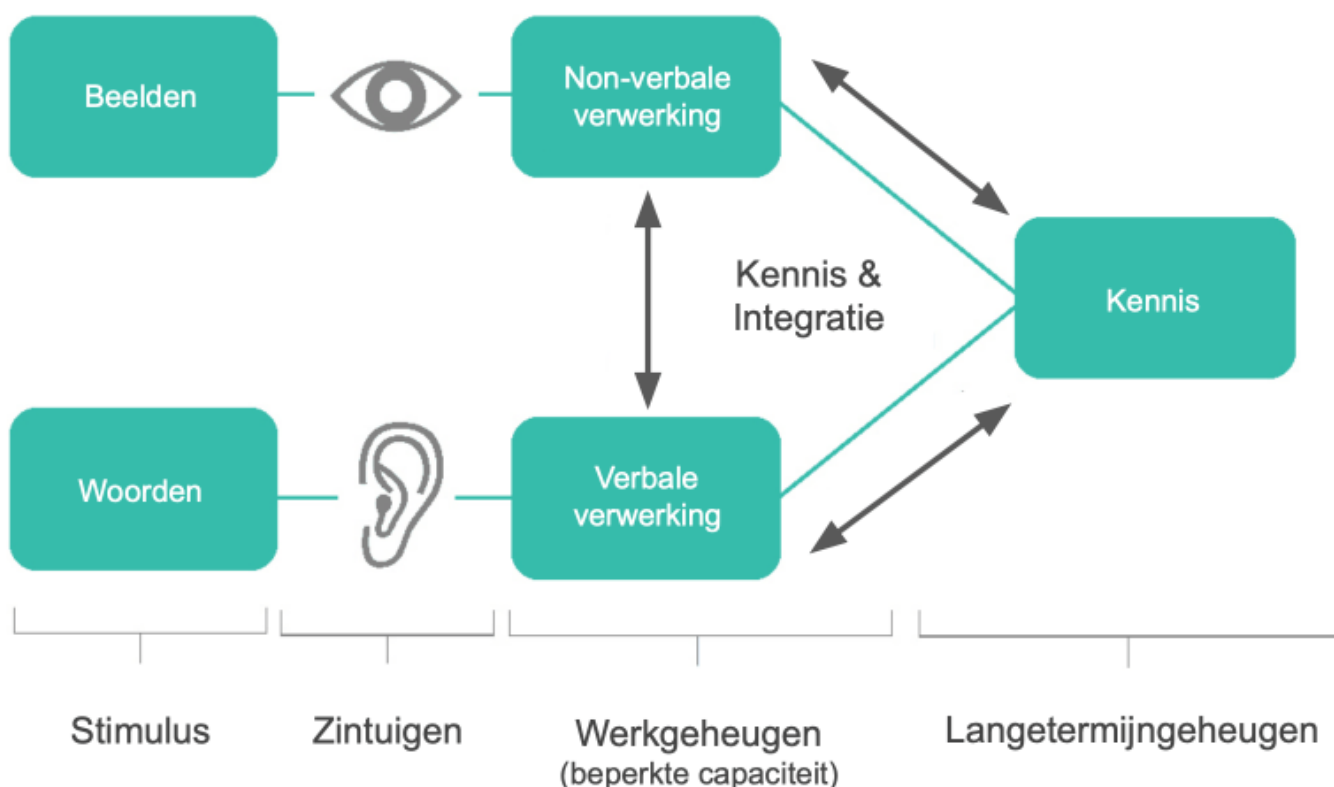 Beelden
Non-verbale
verwerking
Kennis &
Integratie
Kennis
Woorden
Verbale
verwerking
Stimulus
Zintuigen
Werkgeheugen
(beperkte capaciteit)
Langetermijngeheugen